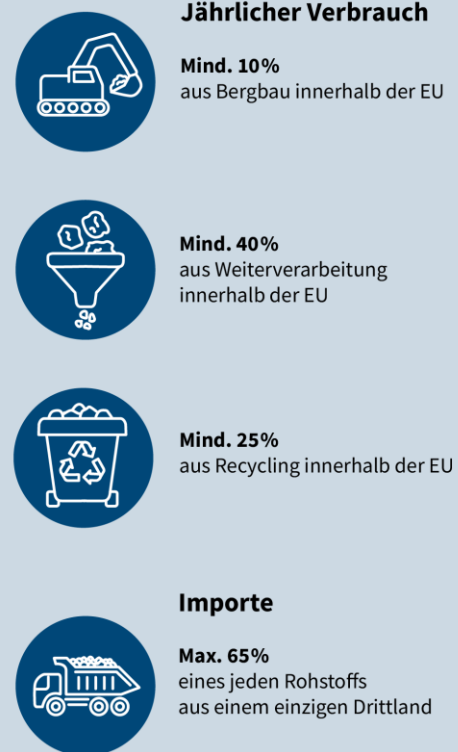 Jährlicher Verbrauch
Mind. 10%
aus Bergbau innerhalb der EU
Mind. 40%
aus Weiterverarbeitung
innerhalb der EU
Mind. 25%
aus Recycling innerhalb der EU
Importe
Max. 65%
eines jeden Rohstoffs
aus einem einzigen Drittland